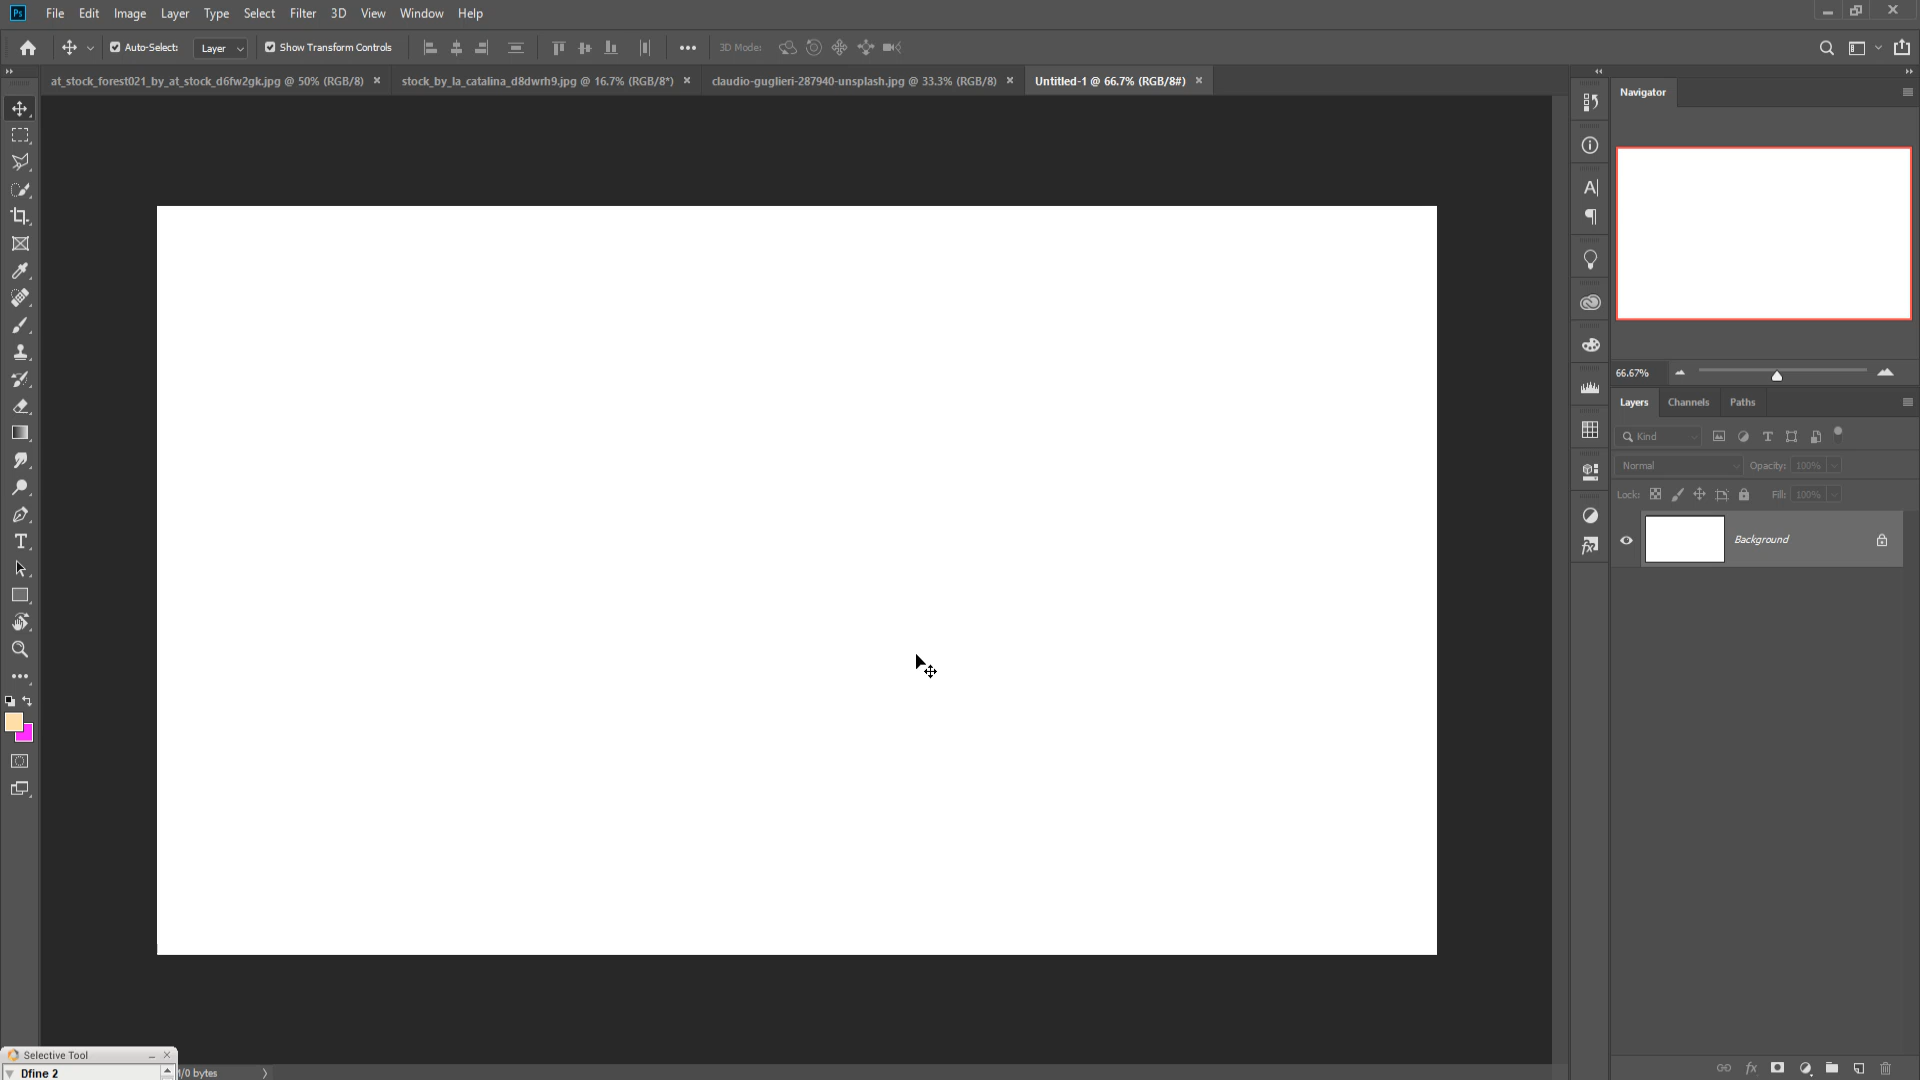 Ps File Edit Image Layer Type Select Filter 3D View Window Help
Auto-Select: Layer Show Transform Controls 3D Mode:
at_stock_forest021_by_at_stock_d6fw2gk.jpg @ 50% (RGB/8) × stock_by_la_catalina_d8dwrh9.jpg @ 16.7% (RGB/8*) × claudio-guglieri-287940-unsplash.jpg @ 33.3% (RGB/8) × Untitled-1 @ 66.7% (RGB/8#) ×
Navigator
66.67%
Layers Channels Paths
Kind
Normal Opacity: 100%
Lock: Fill: 100%
Background
Selective Tool
Dfine 2
/0 bytes